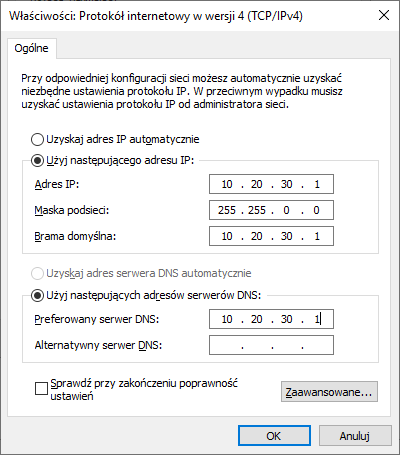 Właściwości: Protokół internetowy w wersji 4 (TCP/IPv4)
Ogólne
Przy odpowiedniej konfiguracji sieci możesz automatycznie uzyskać
niezbędne ustawienia protokołu IP. W przeciwnym wypadku musisz
uzyskać ustawienia protokołu IP od administratora sieci.
Uzyskaj adres IP automatycznie
Użyj następującego adresu IP:
Adres IP: 10 . 20 . 30 . 1
Maska podsieci: 255 . 255 . 0 . 0
Brama domyślna: 10 . 20 . 30 . 1
Uzyskaj adres serwera DNS automatycznie
Użyj następujących adresów serwerów DNS:
Preferowany serwer DNS: 10 . 20 . 30 . 1
Alternatywny serwer DNS: . . .
Sprawdź przy zakończeniu poprawność
ustawień
Zaawansowane...
OK Anuluj